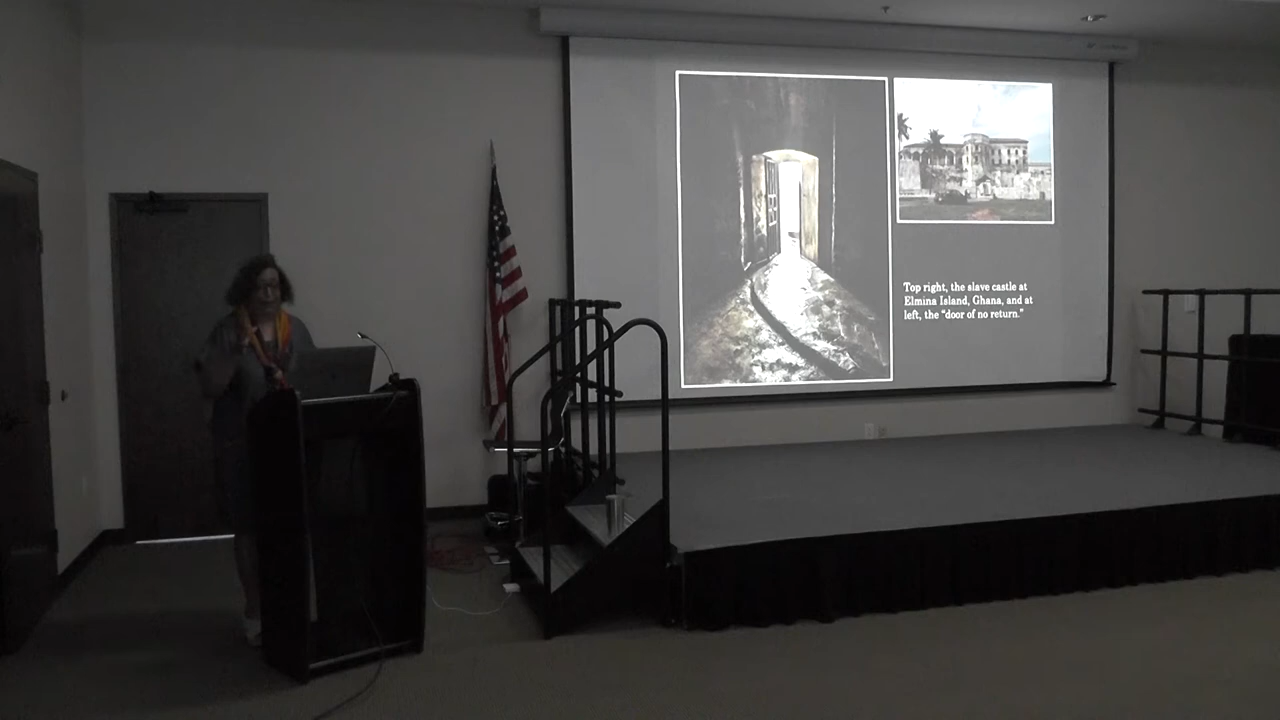 Top right, the slave castle at
Elmina Island, Ghana, and at
left, the “door of no return.”